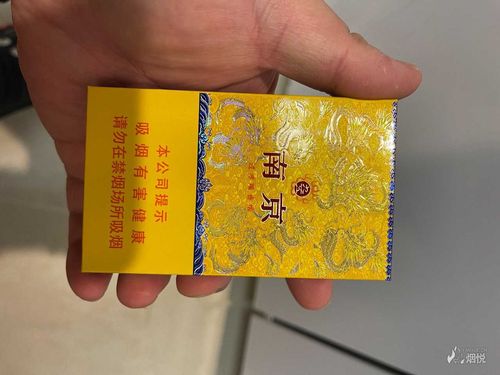 南京
本公司提示
吸烟有害健康
请勿在禁烟场所吸烟
烟悦